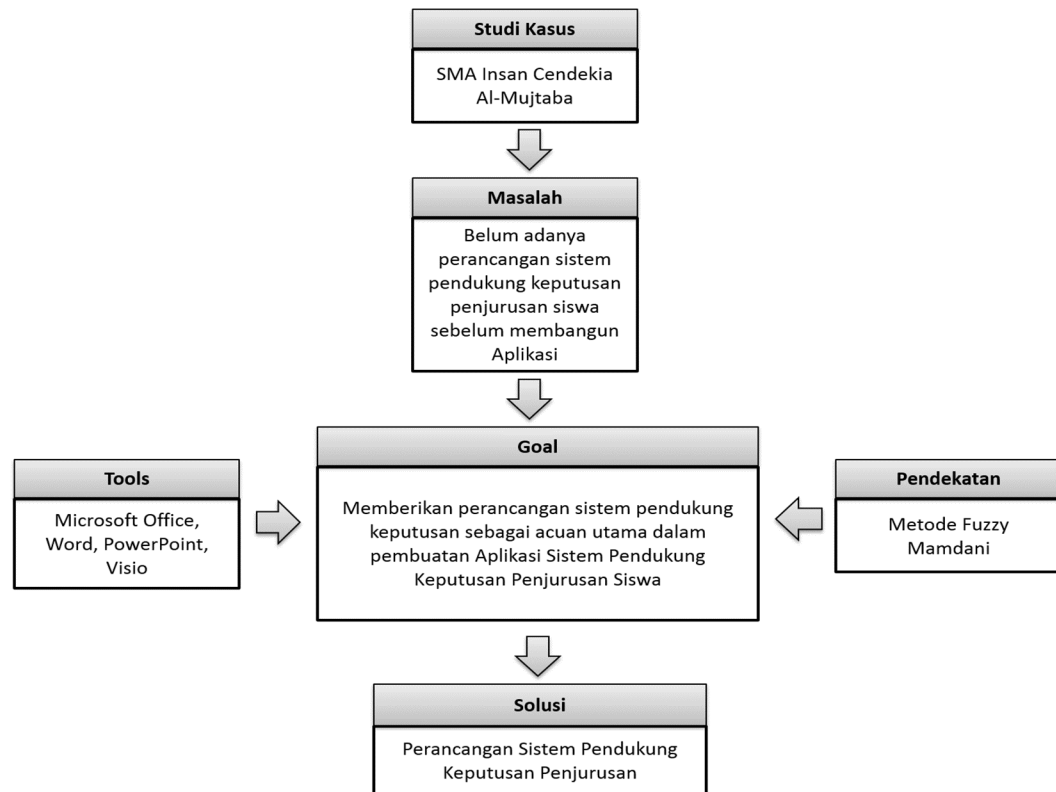 Studi Kasus
SMA Insan Cendekia
Al-Mujtaba
Masalah
Belum adanya
perancangan sistem
pendukung keputusan
penjurusan siswa
sebelum membangun
Aplikasi
Goal
Memberikan perancangan sistem pendukung
keputusan sebagai acuan utama dalam
pembuatan Aplikasi Sistem Pendukung
Keputusan Penjurusan Siswa
Tools
Microsoft Office,
Word, PowerPoint,
Visio
Pendekatan
Metode Fuzzy
Mamdani
Solusi
Perancangan Sistem Pendukung
Keputusan Penjurusan